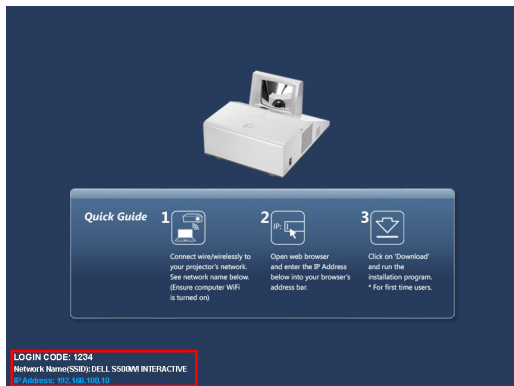 Quick Guide
1
Connect wire/wirelessly to
your projector's network.
See network name below.
(Ensure computer WiFi
is turned on)
2
IP:
Open web browser
and enter the IP Address
below into your browser's
address bar.
3
Click on 'Download'
and run the
installation program.
* For first time users.
LOGIN CODE: 1234
Network Name(SSID): DELL S500WI INTERACTIVE
IP Address: 192.168.100.10